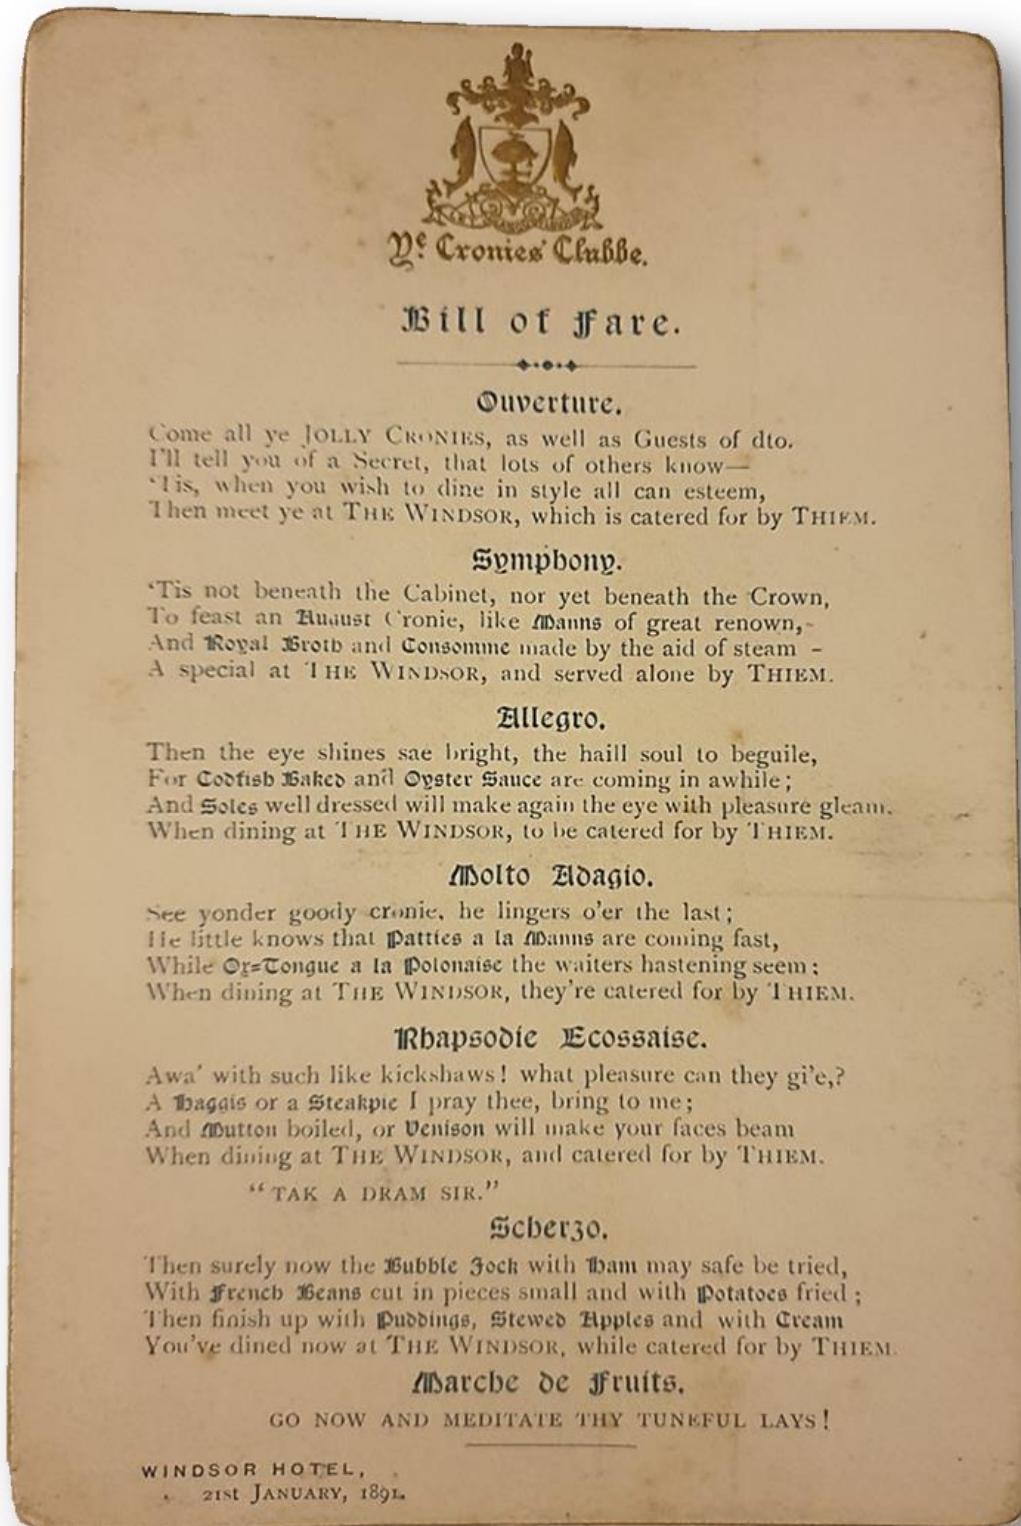 Ye Cronies' Clubbe.
Bill of Fare.
Ouverture.
Come all ye JOLLY CRONIES, as well as Guests of dto.
I'll tell you of a Secret, that lots of others know—
'Tis, when you wish to dine in style all can esteem,
Then meet ye at THE WINDSOR, which is catered for by THIEM.
Symphony.
'Tis not beneath the Cabinet, nor yet beneath the Crown,
To feast an August Cronie, like Manns of great renown,-
And Royal Broth and Consomme made by the aid of steam -
A special at THE WINDSOR, and served alone by THIEM.
Allegro.
Then the eye shines sae bright, the haill soul to beguile,
For Codfish Baked and Oyster Sauce are coming in awhile;
And Soles well dressed will make again the eye with pleasure gleam.
When dining at THE WINDSOR, to be catered for by THIEM.
Molto Adagio.
See yonder goody cronie, he lingers o'er the last;
He little knows that Patties a la Manns are coming fast,
While Ox=Tongue a la Polonaise the waiters hastening seem;
When dining at THE WINDSOR, they're catered for by THIEM.
Rhapsodie Ecossaise.
Awa' with such like kickshaws! what pleasure can they gi'e,?
A Haggis or a Steakpie I pray thee, bring to me;
And Mutton boiled, or Venison will make your faces beam
When dining at THE WINDSOR, and catered for by THIEM.
"TAK A DRAM SIR."
Scherzo.
Then surely now the Bubble Jock with Ham may safe be tried,
With French Beans cut in pieces small and with Potatoes fried;
Then finish up with Puddings, Stewed Apples and with Cream
You've dined now at THE WINDSOR, while catered for by THIEM.
Marche de Fruits.
GO NOW AND MEDITATE THY TUNEFUL LAYS!
WINDSOR HOTEL,
21st JANUARY, 1891.